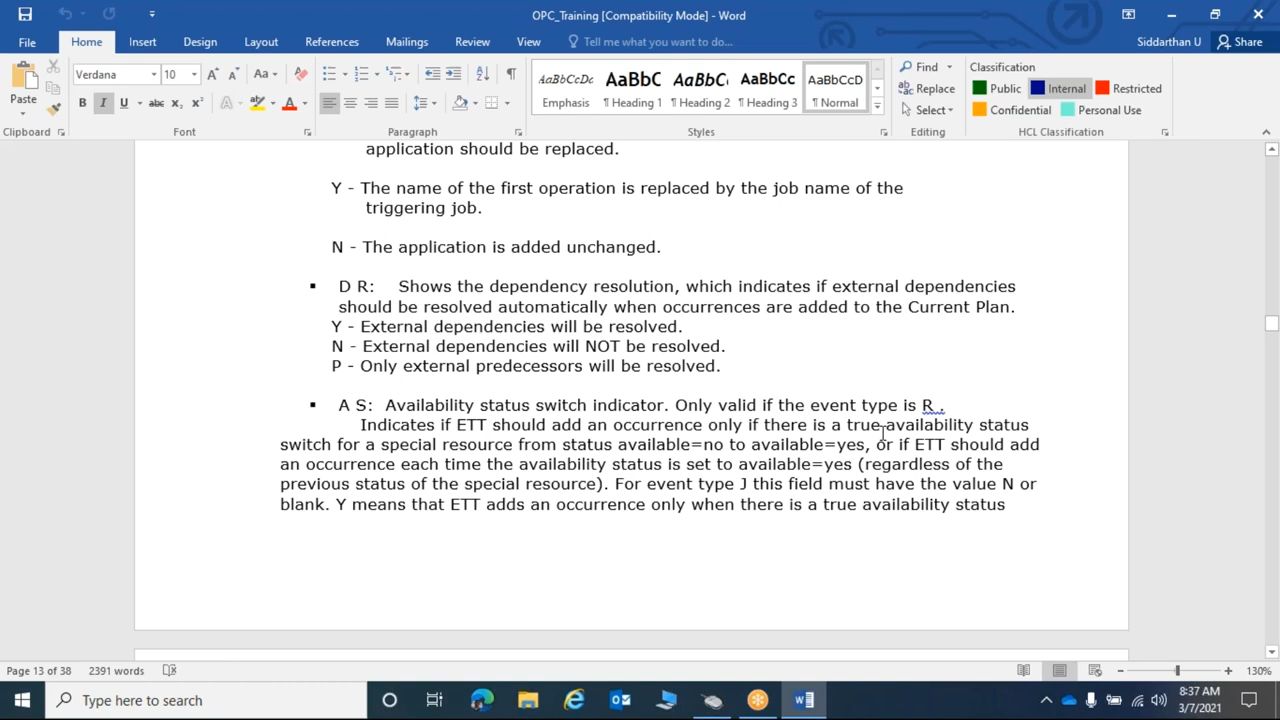 OPC_Training [Compatibility Mode] - Word
File Home Insert Design Layout References Mailings Review View Tell me what you want to do... Siddarthan U Share
Paste
Clipboard
Verdana 10
Font
Paragraph
AaBbCcDc AaBbC AaBbC AaBbCc AaBbCcD
Emphasis ¶ Heading 1 ¶ Heading 2 ¶ Heading 3 ¶ Normal
Styles
Find
Replace
Select
Editing
Classification
Public Internal Restricted
Confidential Personal Use
HCL Classification
application should be replaced.
Y - The name of the first operation is replaced by the job name of the
triggering job.
N - The application is added unchanged.
▪ D R: Shows the dependency resolution, which indicates if external dependencies
should be resolved automatically when occurrences are added to the Current Plan.
Y - External dependencies will be resolved.
N - External dependencies will NOT be resolved.
P - Only external predecessors will be resolved.
▪ A S: Availability status switch indicator. Only valid if the event type is R .
Indicates if ETT should add an occurrence only if there is a true availability status
switch for a special resource from status available=no to available=yes, or if ETT should add
an occurrence each time the availability status is set to available=yes (regardless of the
previous status of the special resource). For event type J this field must have the value N or
blank. Y means that ETT adds an occurrence only when there is a true availability status
Page 13 of 38 2391 words 130%
Type here to search
8:37 AM
3/7/2021